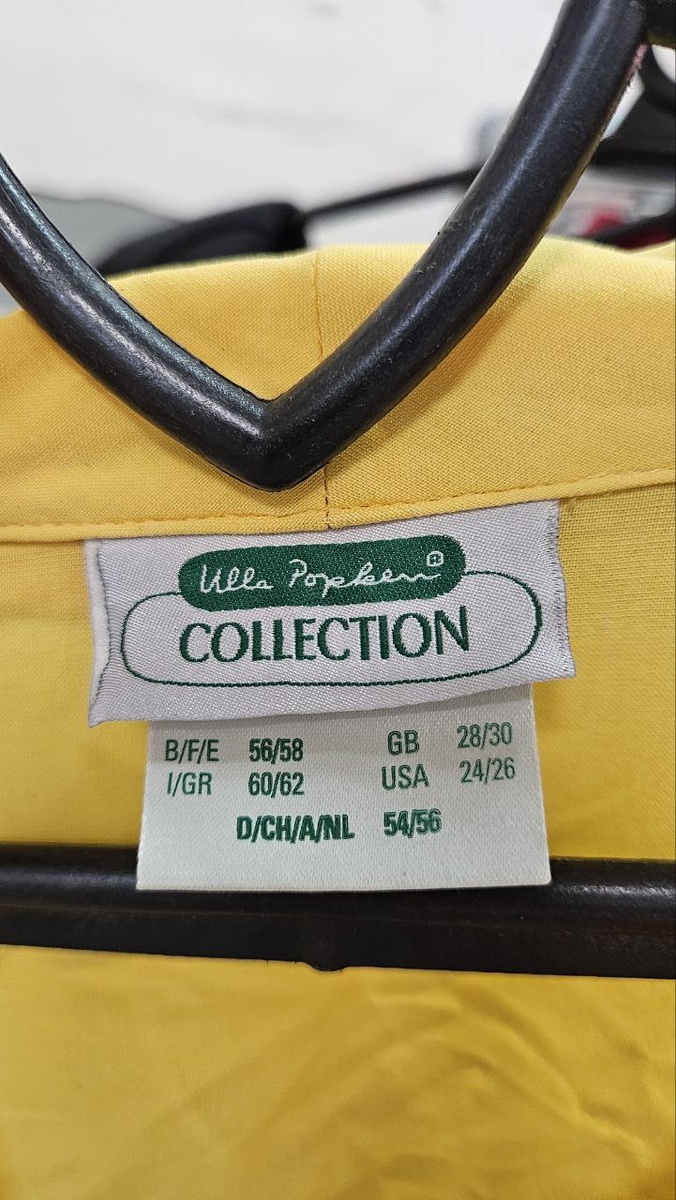 Ulla Popken®
COLLECTION
B/F/E 56/58 GB 28/30
I/GR 60/62 USA 24/26
D/CH/A/NL 54/56